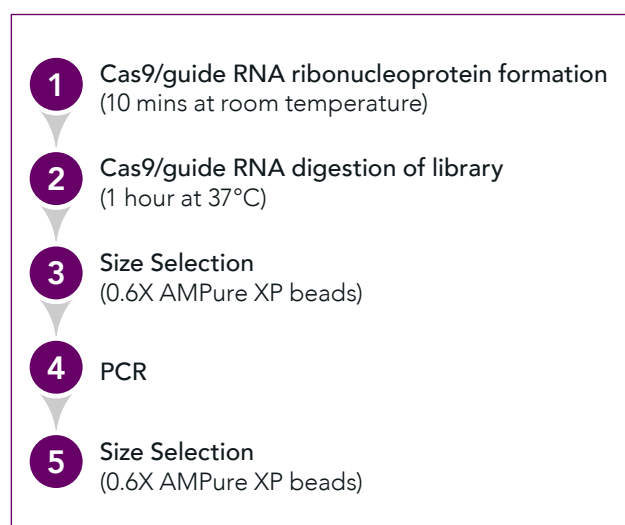 1 Cas9/guide RNA ribonucleoprotein formation
(10 mins at room temperature)
2 Cas9/guide RNA digestion of library
(1 hour at 37°C)
3 Size Selection
(0.6X AMPure XP beads)
4 PCR
5 Size Selection
(0.6X AMPure XP beads)